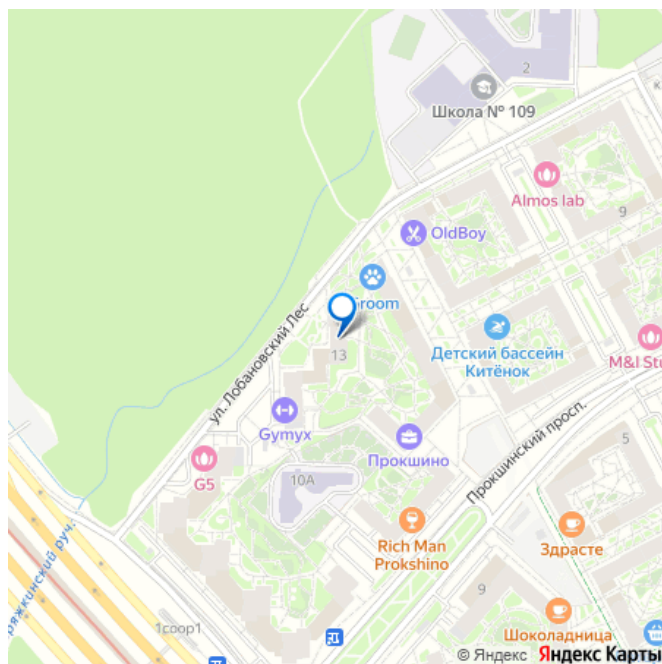 2
Школа № 109
Almos lab
9
OldBoy
Groom
ул. Лобановский Лес
Детский бассейн
Китёнок
M&I Stu
13
Gymyx
Прокшино
Прокшинский просп.
5
G5
10А
Rich Man
Prokshino
Здрасте
9
Шоколадница
1соор1
ряжкинский руч.
© Яндекс Яндекс Карты